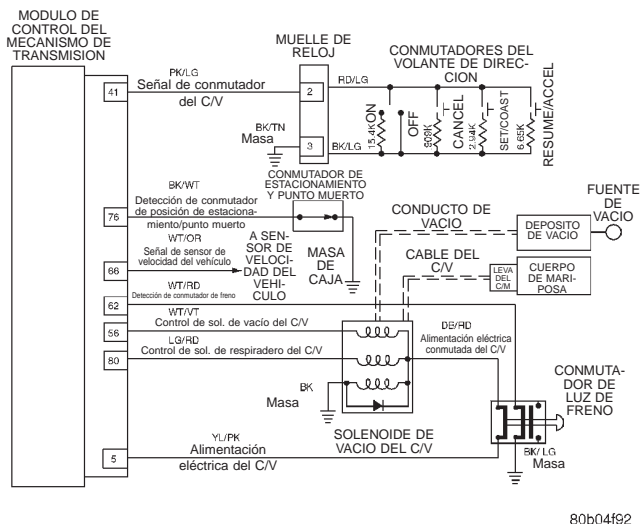 MODULO DE
CONTROL DEL
MECANISMO DE
TRANSMISION
MUELLE DE
RELOJ
CONMUTADORES DEL
VOLANTE DE DIREC-
CION
41
PK/LG
Señal de conmutador
del C/V
2
RD/LG
BK/TN
Masa
3
BK/LG
15.4K
ON
OFF
909K
CANCEL
2.94K
SET/COAST
6.65K
RESUME/ACCEL
CONMUTADOR DE
ESTACIONAMIENTO
Y PUNTO MUERTO
76
BK/WT
Detección de conmutador
de posición de estaciona-
miento/punto muerto
MASA
DE
CAJA
66
WT/OR
Señal de sensor de
velocidad del vehículo
A SEN-
SOR DE
VELOCI-
DAD DEL
VEHI-
CULO
CONDUCTO DE
VACIO
DEPOSITO
DE VACIO
FUENTE
DE
VACIO
CABLE DEL
C/V
LEVA
DEL
C/M
CUERPO
DE MARI-
POSA
62
WT/RD
Detección de conmutador de freno
56
WT/VT
Control de sol. de vacío del C/V
80
LG/RD
Control de sol. de respiradero del C/V
DB/RD
Alimentación eléctrica
conmutada del C/V
BK
Masa
SOLENOIDE DE
VACIO DEL C/V
CONMUTA-
DOR DE
LUZ DE
FRENO
BK/LG
Masa
5
YL/PK
Alimentación
eléctrica del C/V
80b04f92